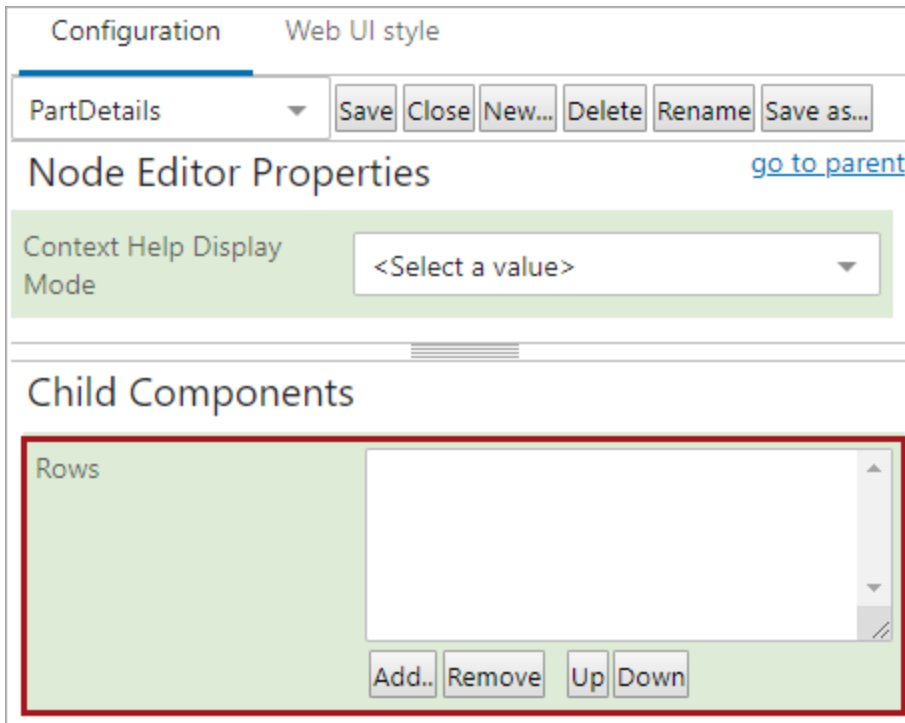 Configuration Web UI style
PartDetails Save Close New... Delete Rename Save as...
Node Editor Properties go to parent
Context Help Display
Mode
<Select a value>
Child Components
Rows
Add.. Remove Up Down